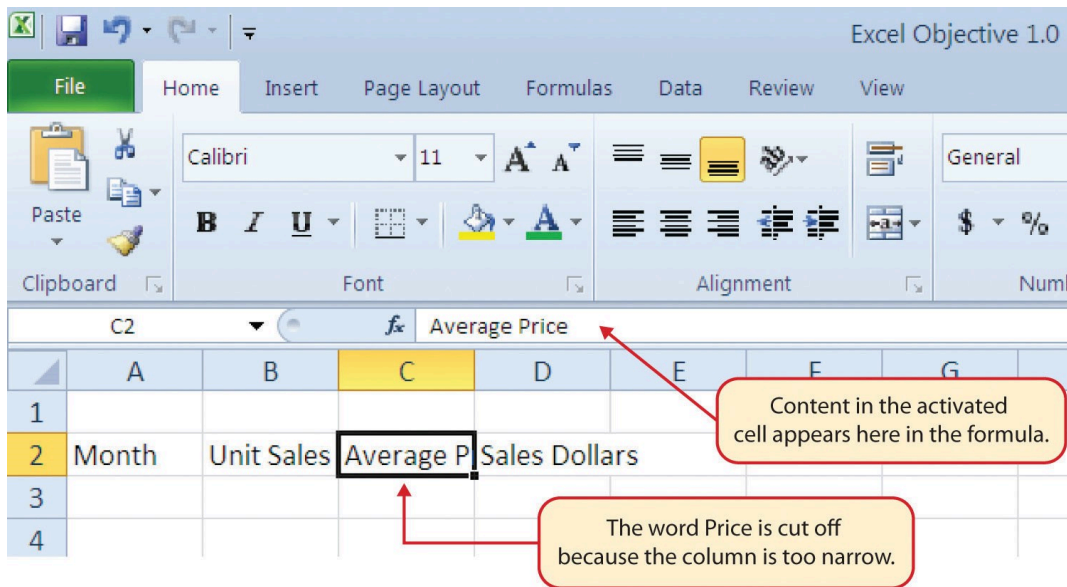 Excel Objective 1.0
File Home Insert Page Layout Formulas Data Review View
Calibri 11 A A General
Paste B I U A a $ %
Clipboard Font Alignment
C2 fx Average Price
A B C D E F G
1
2 Month Unit Sales Average P Sales Dollars
3
4
Content in the activated
cell appears here in the formula.
The word Price is cut off
because the column is too narrow.